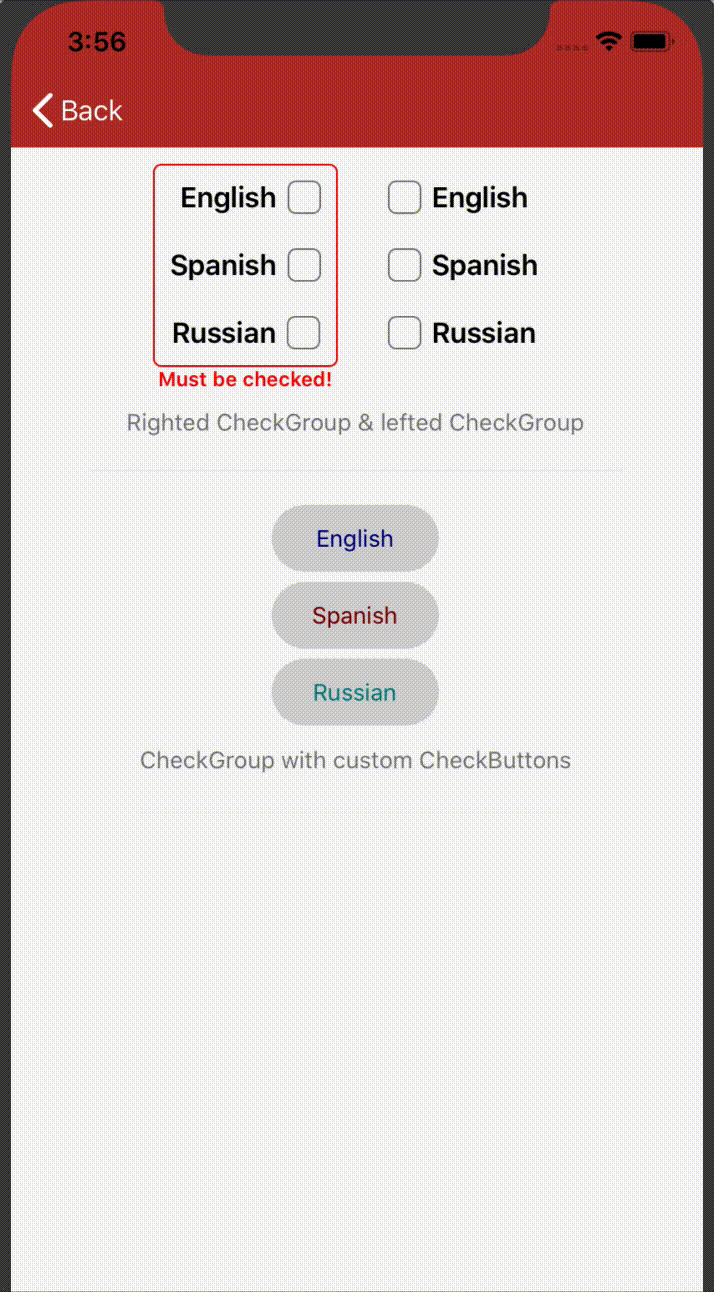 3:56
Back
English English
Spanish Spanish
Russian Russian
Must be checked!
Righted CheckGroup & lefted CheckGroup
English
Spanish
Russian
CheckGroup with custom CheckButtons